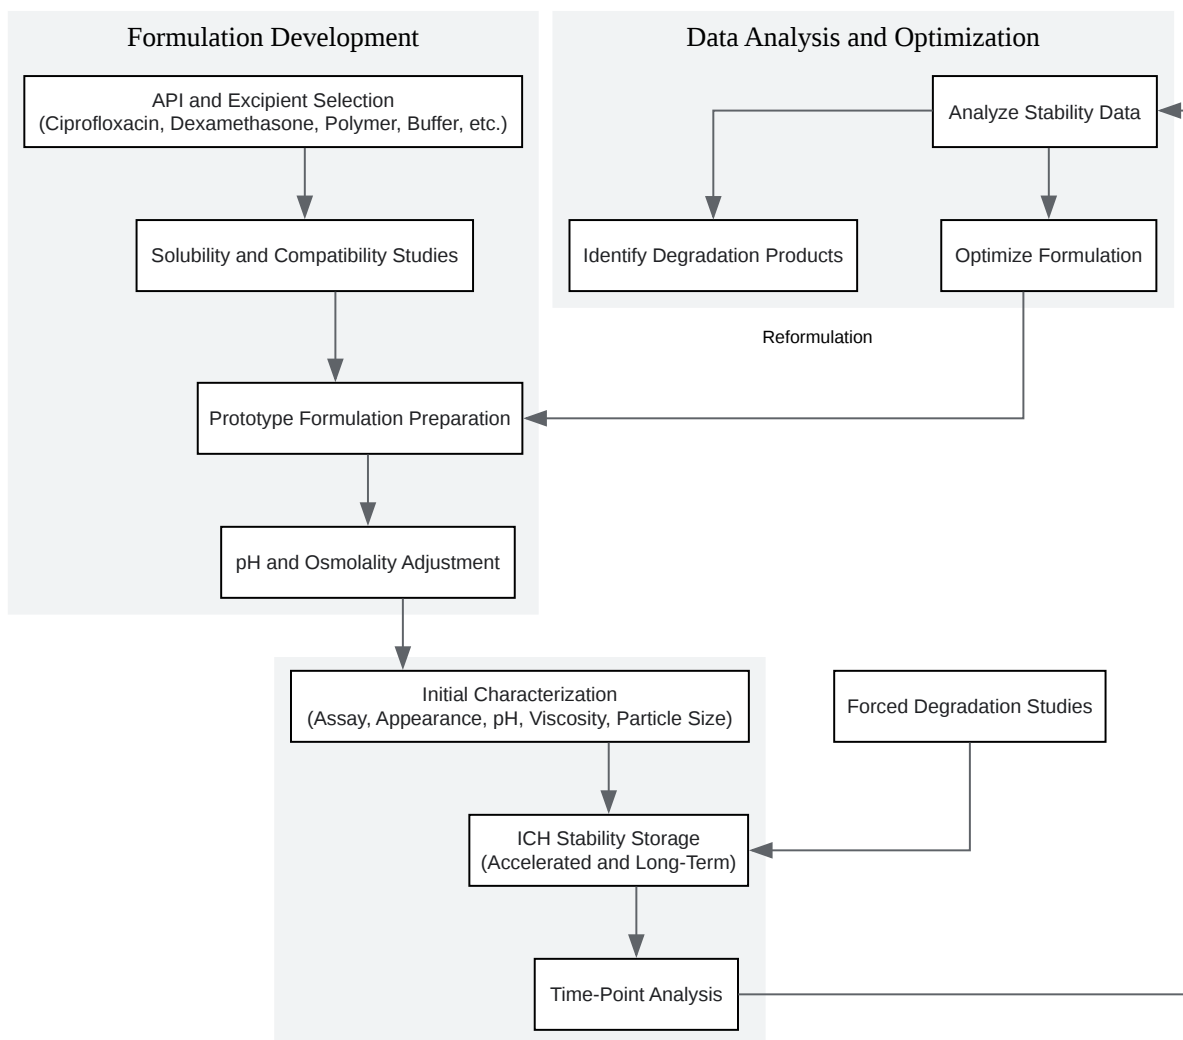 Formulation Development
API and Excipient Selection
(Ciprofloxacin, Dexamethasone, Polymer, Buffer, etc.)
Solubility and Compatibility Studies
Prototype Formulation Preparation
pH and Osmolality Adjustment
Data Analysis and Optimization
Analyze Stability Data
Identify Degradation Products
Optimize Formulation
Reformulation
Initial Characterization
(Assay, Appearance, pH, Viscosity, Particle Size)
Forced Degradation Studies
ICH Stability Storage
(Accelerated and Long-Term)
Time-Point Analysis